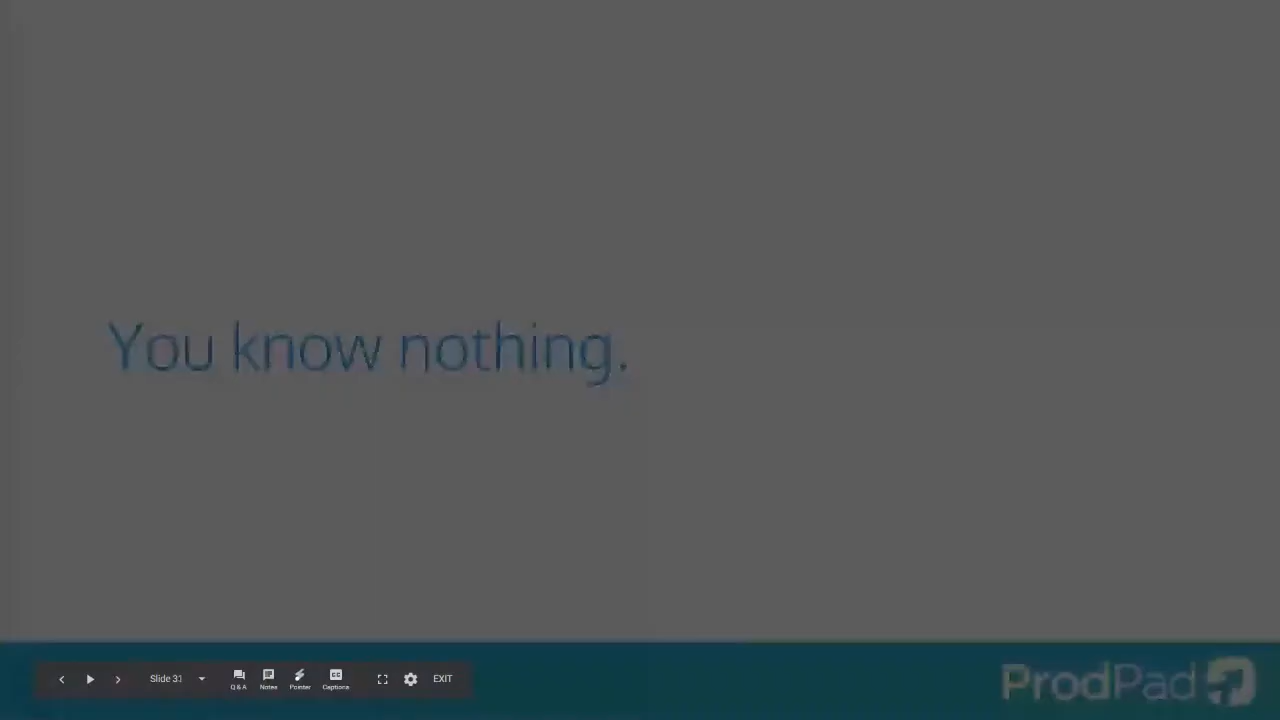 You know nothing.
Slide 31
Q & A
Notes
Pointer
Captions
EXIT
ProdPad